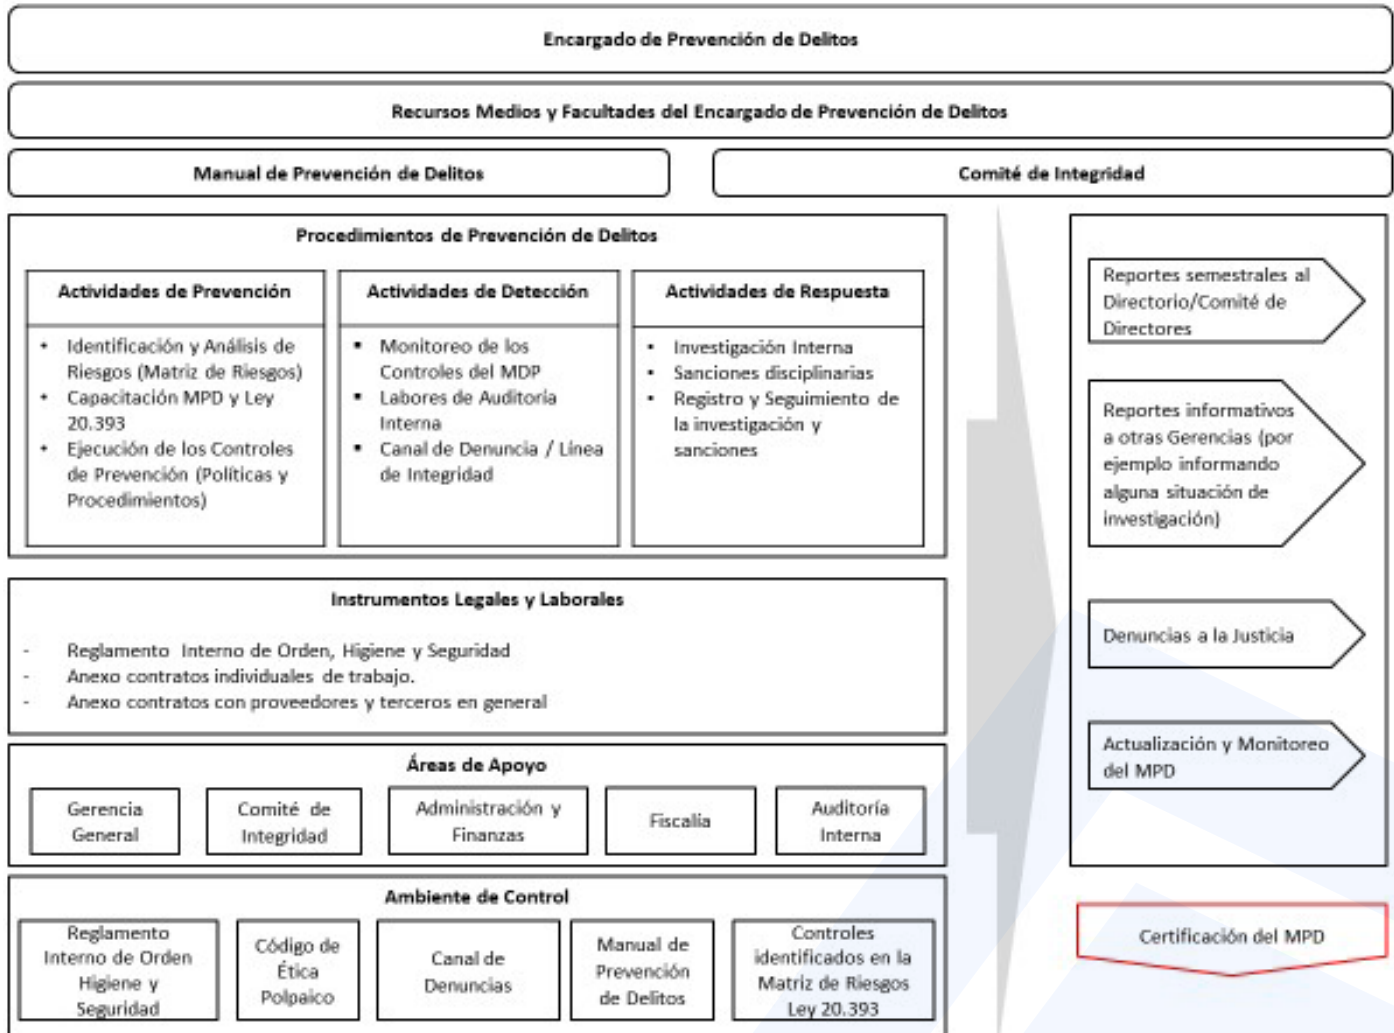 Encargado de Prevención de Delitos
Recursos Medios y Facultades del Encargado de Prevención de Delitos
Manual de Prevención de Delitos
Comité de Integridad
Procedimientos de Prevención de Delitos
Actividades de Prevención
• Identificación y Análisis de
Riesgos (Matriz de Riesgos)
• Capacitación MPD y Ley
20.393
• Ejecución de los Controles
de Prevención (Políticas y
Procedimientos)
Actividades de Detección
▪ Monitoreo de los
Controles del MDP
▪ Labores de Auditoría
Interna
▪ Canal de Denuncia / Línea
de Integridad
Actividades de Respuesta
• Investigación Interna
• Sanciones disciplinarias
• Registro y Seguimiento de
la investigación y
sanciones
Instrumentos Legales y Laborales
- Reglamento Interno de Orden, Higiene y Seguridad
- Anexo contratos individuales de trabajo.
- Anexo contratos con proveedores y terceros en general
Áreas de Apoyo
Gerencia
General
Comité de
Integridad
Administración y
Finanzas
Fiscalía
Auditoría
Interna
Ambiente de Control
Reglamento
Interno de Orden
Higiene y
Seguridad
Código de
Ética
Polpaico
Canal de
Denuncias
Manual de
Prevención
de Delitos
Controles
identificados en la
Matriz de Riesgos
Ley 20.393
Reportes semestrales al
Directorio/Comité de
Directores
Reportes informativos
a otras Gerencias (por
ejemplo informando
alguna situación de
investigación)
Denuncias a la Justicia
Actualización y Monitoreo
del MPD
Certificación del MPD